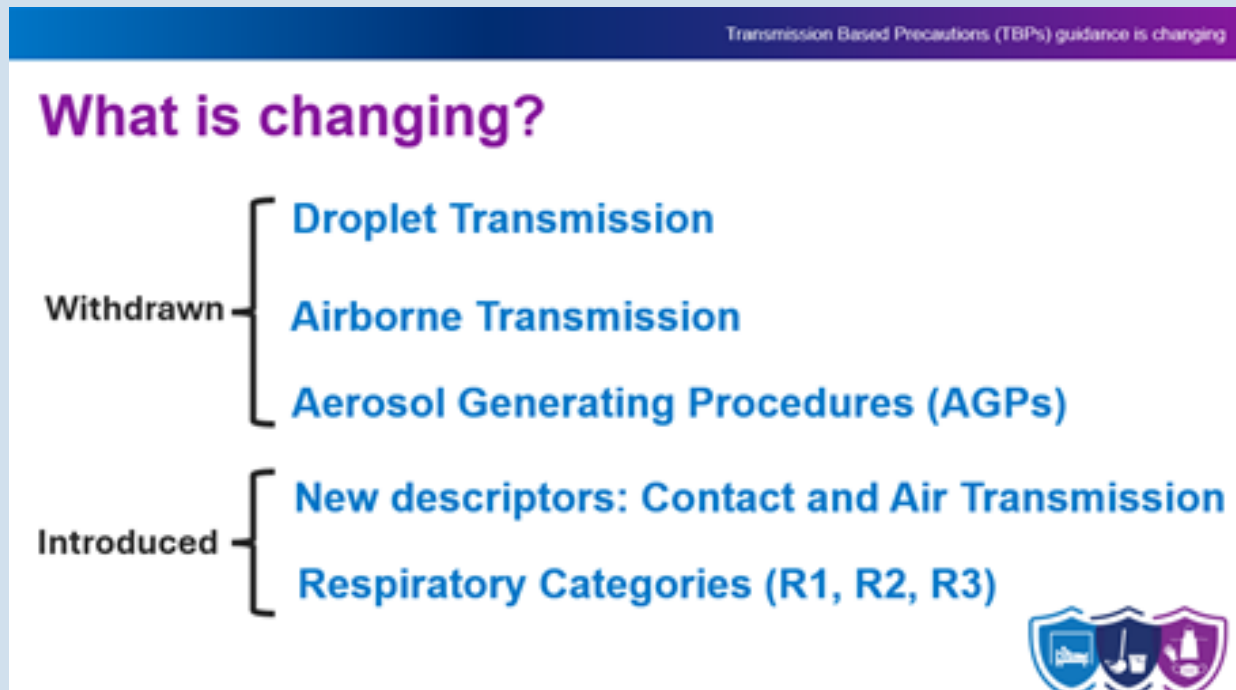 Transmission Based Precautions (TBPs) guidance is changing
What is changing?
Withdrawn
Droplet Transmission
Airborne Transmission
Aerosol Generating Procedures (AGPs)
Introduced
New descriptors: Contact and Air Transmission
Respiratory Categories (R1, R2, R3)